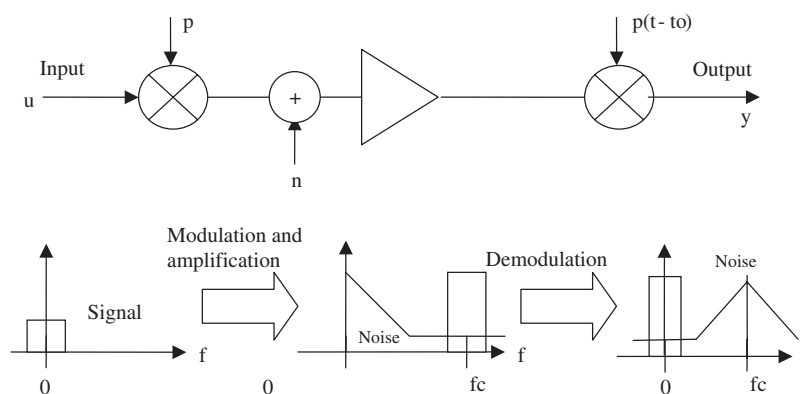 p
p(t- to)
Input
Output
u
+
y
n
Modulation and
amplification
Demodulation
Signal
Noise
Noise
f
f
0
0
fc
0
fc